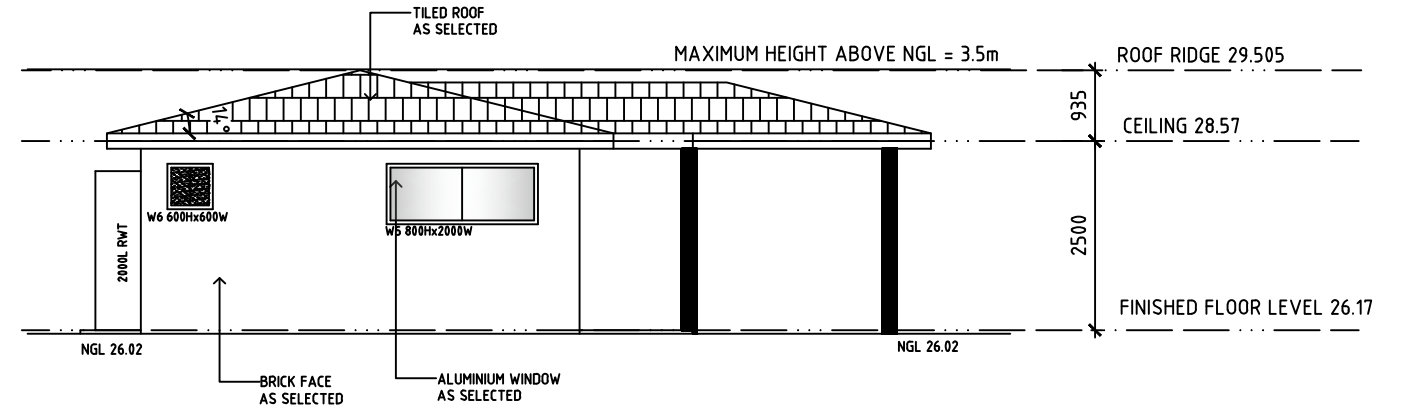 TILED ROOF
AS SELECTED
MAXIMUM HEIGHT ABOVE NGL = 3.5m
ROOF RIDGE 29.505
935
CEILING 28.57
14°
W6 600Hx600W
W5 800Hx2000W
2000L RWT
2500
FINISHED FLOOR LEVEL 26.17
NGL 26.02
NGL 26.02
BRICK FACE
AS SELECTED
ALUMINIUM WINDOW
AS SELECTED